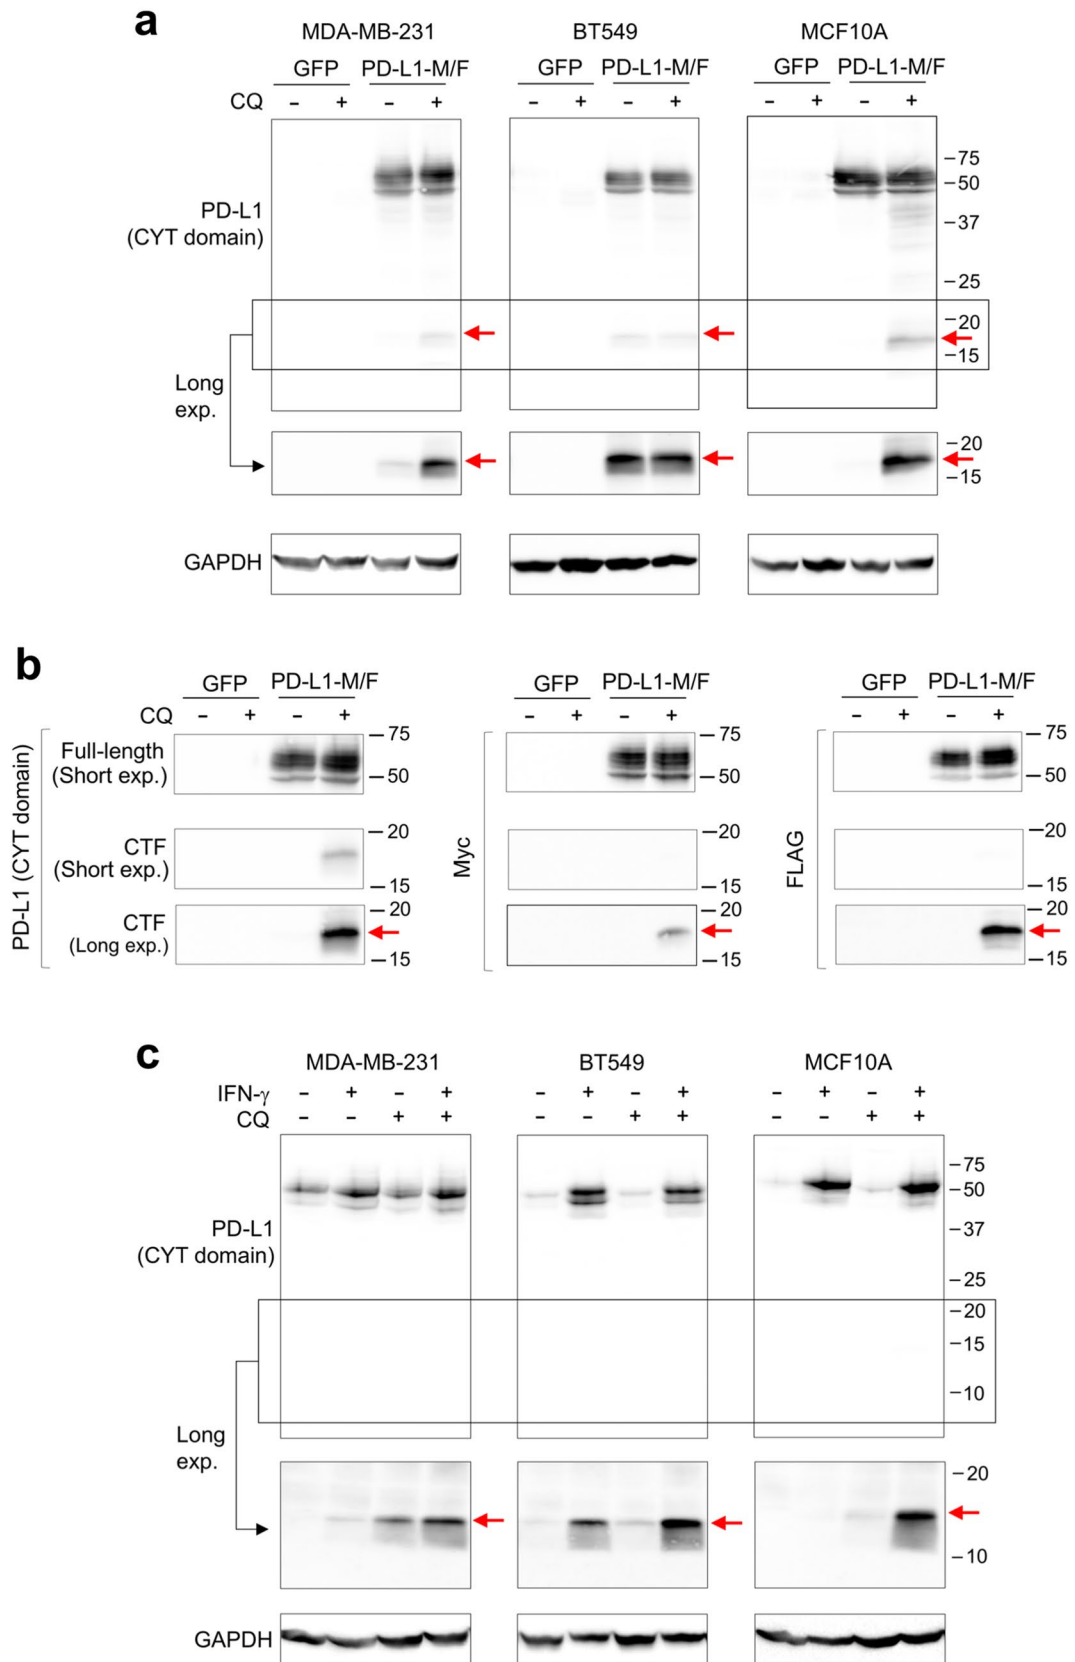 a
MDA-MB-231 BT549 MCF10A
GFP PD-L1-M/F GFP PD-L1-M/F GFP PD-L1-M/F
CQ – + – + – + – + – + – +
PD-L1
(CYT domain)
–75
–50
–37
–25
–20
–15
Long
exp.
–20
–15
GAPDH
b
GFP PD-L1-M/F GFP PD-L1-M/F GFP PD-L1-M/F
CQ – + – + – + – + – + – +
PD-L1 (CYT domain)
Full-length
(Short exp.)
–75
–50
CTF
(Short exp.)
–20
–15
CTF
(Long exp.)
–20
–15
Myc
–75
–50
–20
–15
–20
–15
FLAG
–75
–50
–20
–15
–20
–15
c
MDA-MB-231 BT549 MCF10A
IFN-γ – + – + – + – + – + – +
CQ – – + + – – + + – – + +
PD-L1
(CYT domain)
–75
–50
–37
–25
–20
–15
–10
Long
exp.
–20
–10
GAPDH